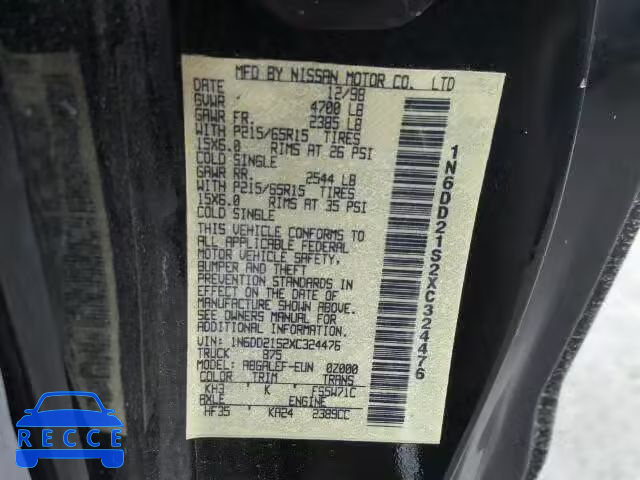 MFD BY NISSAN MOTOR CO. LTD
DATE 12/98
GVWR 4700 LB
GAWR FR. 2385 LB
WITH P215/65R15 TIRES
15X6.0 RIMS AT 26 PSI
COLD SINGLE
GAWR RR. 2544 LB
WITH P215/65R15 TIRES
15X6.0 RIMS AT 35 PSI
COLD SINGLE
THIS VEHICLE CONFORMS TO
ALL APPLICABLE FEDERAL
MOTOR VEHICLE SAFETY,
BUMPER AND THEFT
PREVENTION STANDARDS IN
EFFECT ON THE DATE OF
MANUFACTURE SHOWN ABOVE.
SEE OWNERS MANUAL FOR
ADDITIONAL INFORMATION
VIN: 1N6DD21S2XC324476
TRUCK 875
MODEL: ABGALEF-EUN 02000
COLOR TRIM TRANS
KH3 K FS5W71C
AXLE ENGINE
HF35 KA24 2389CC
1N6DD21S2XC324476
RECCE